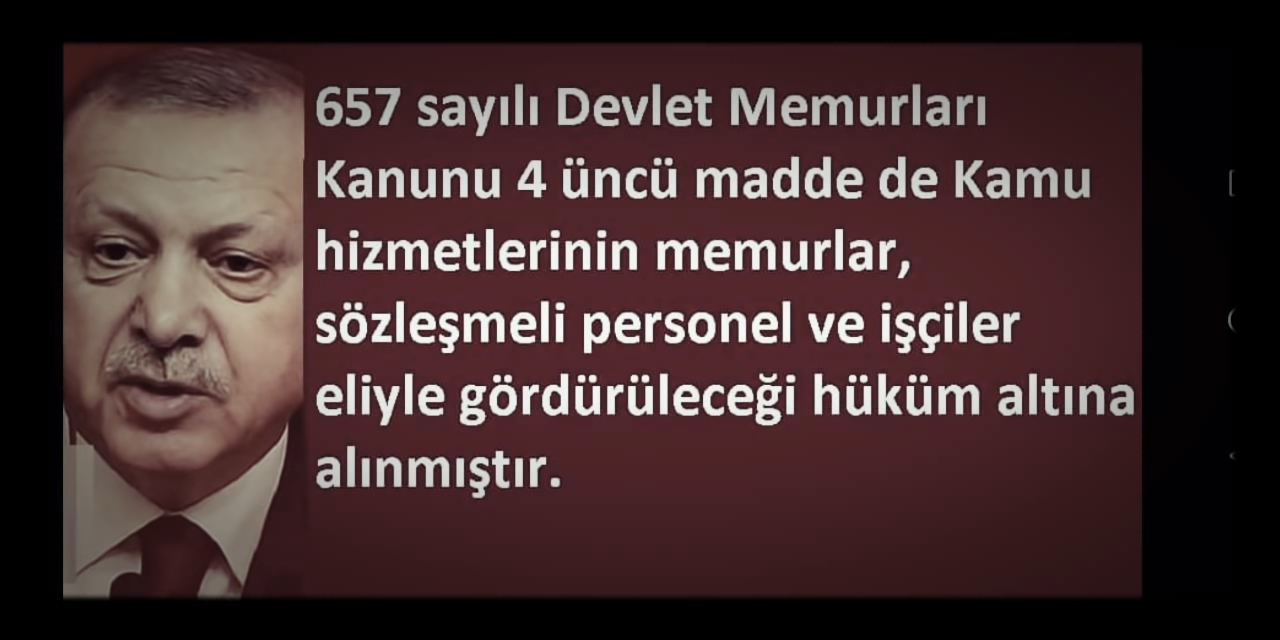 657 sayılı Devlet Memurları
Kanunu 4 üncü madde de Kamu
hizmetlerinin memurlar,
sözleşmeli personel ve işçiler
eliyle gördürüleceği hüküm altına
alınmıştır.